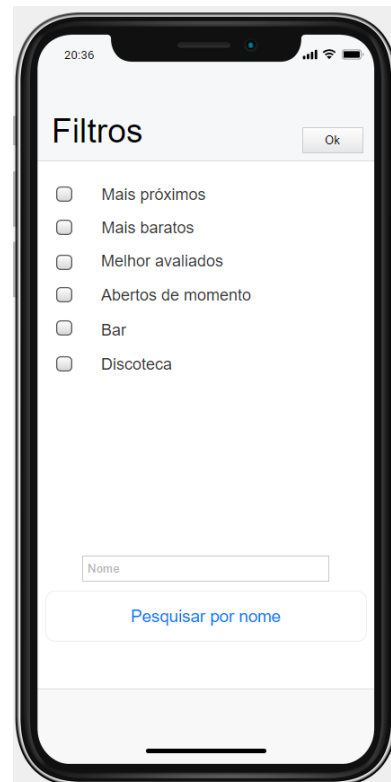 20:36
Filtros
Ok
Mais próximos
Mais baratos
Melhor avaliados
Abertos de momento
Bar
Discoteca
Nome
Pesquisar por nome